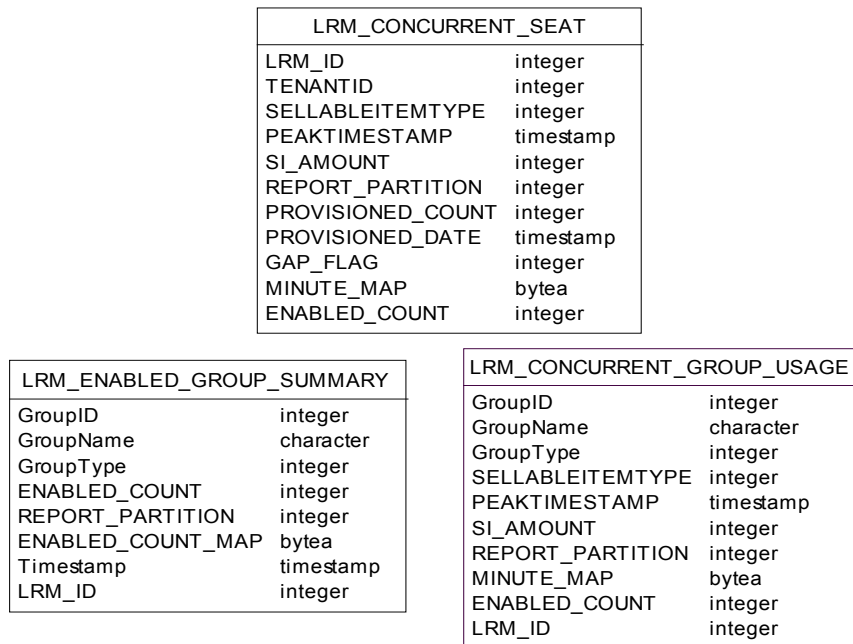 LRM_CONCURRENT_SEAT
LRM_ID integer
TENANTID integer
SELLABLEITEMTYPE integer
PEAKTIMESTAMP timestamp
SI_AMOUNT integer
REPORT_PARTITION integer
PROVISIONED_COUNT integer
PROVISIONED_DATE timestamp
GAP_FLAG integer
MINUTE_MAP bytea
ENABLED_COUNT integer
LRM_ENABLED_GROUP_SUMMARY
GroupID integer
GroupName character
GroupType integer
ENABLED_COUNT integer
REPORT_PARTITION integer
ENABLED_COUNT_MAP bytea
Timestamp timestamp
LRM_ID integer
LRM_CONCURRENT_GROUP_USAGE
GroupID integer
GroupName character
GroupType integer
SELLABLEITEMTYPE integer
PEAKTIMESTAMP timestamp
SI_AMOUNT integer
REPORT_PARTITION integer
MINUTE_MAP bytea
ENABLED_COUNT integer
LRM_ID integer